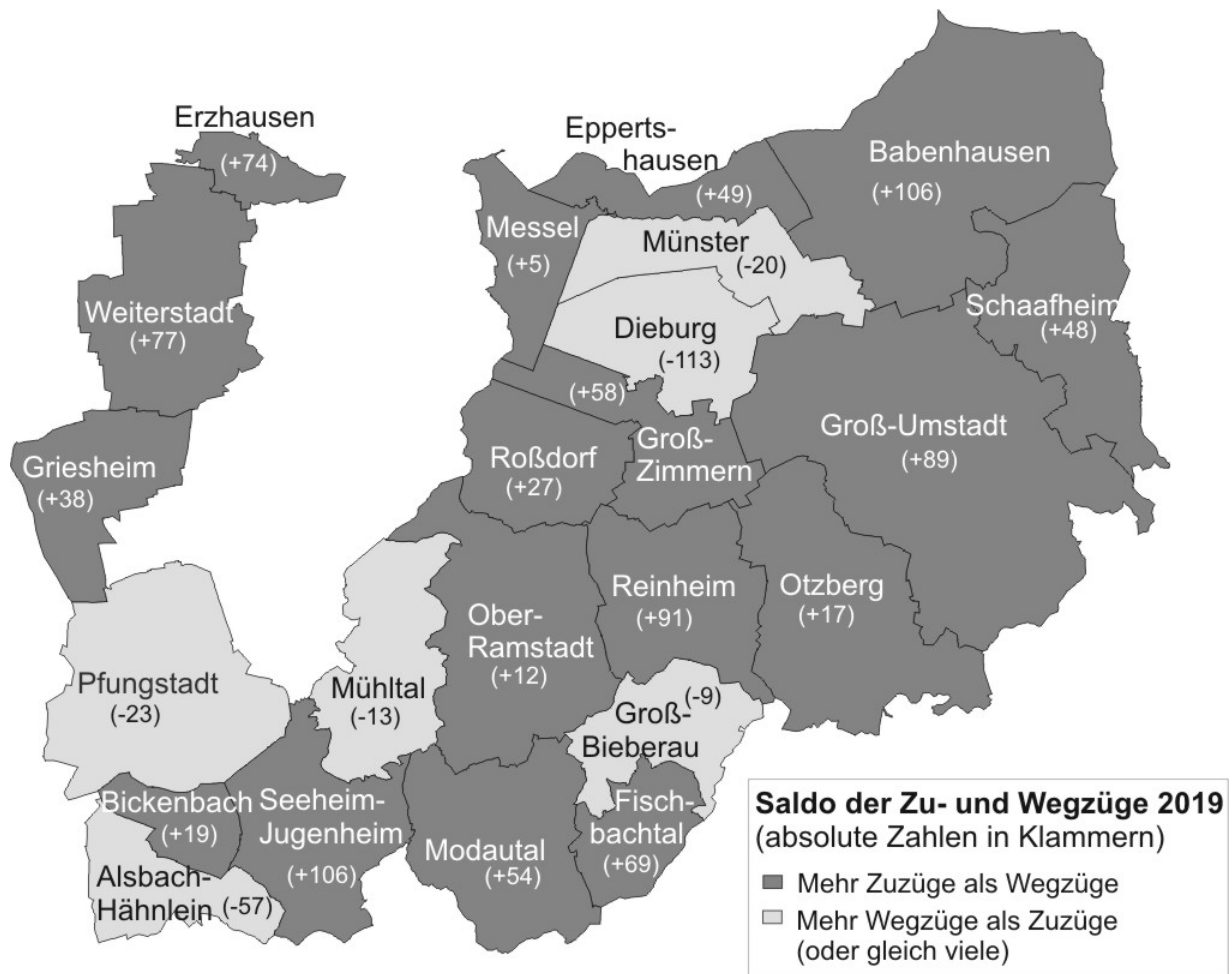 Erzhausen
(+74)
Epperts-
hausen
(+49)
Babenhausen
(+106)
Messel
(+5)
Münster
(-20)
Weiterstadt
(+77)
Dieburg
(-113)
Schaafheim
(+48)
(+58)
Groß-
Zimmern
Groß-Umstadt
(+89)
Griesheim
(+38)
Roßdorf
(+27)
Reinheim
(+91)
Otzberg
(+17)
Ober-
Ramstadt
(+12)
Pfungstadt
(-23)
Mühltal
(-13)
(-9)
Groß-
Bieberau
Bickenbach
(+19)
Seeheim-
Jugenheim
(+106)
Modautal
(+54)
Fisch-
bachtal
(+69)
Alsbach-
Hähnlein (-57)
Saldo der Zu- und Wegzüge 2019
(absolute Zahlen in Klammern)
Mehr Zuzüge als Wegzüge
Mehr Wegzüge als Zuzüge
(oder gleich viele)